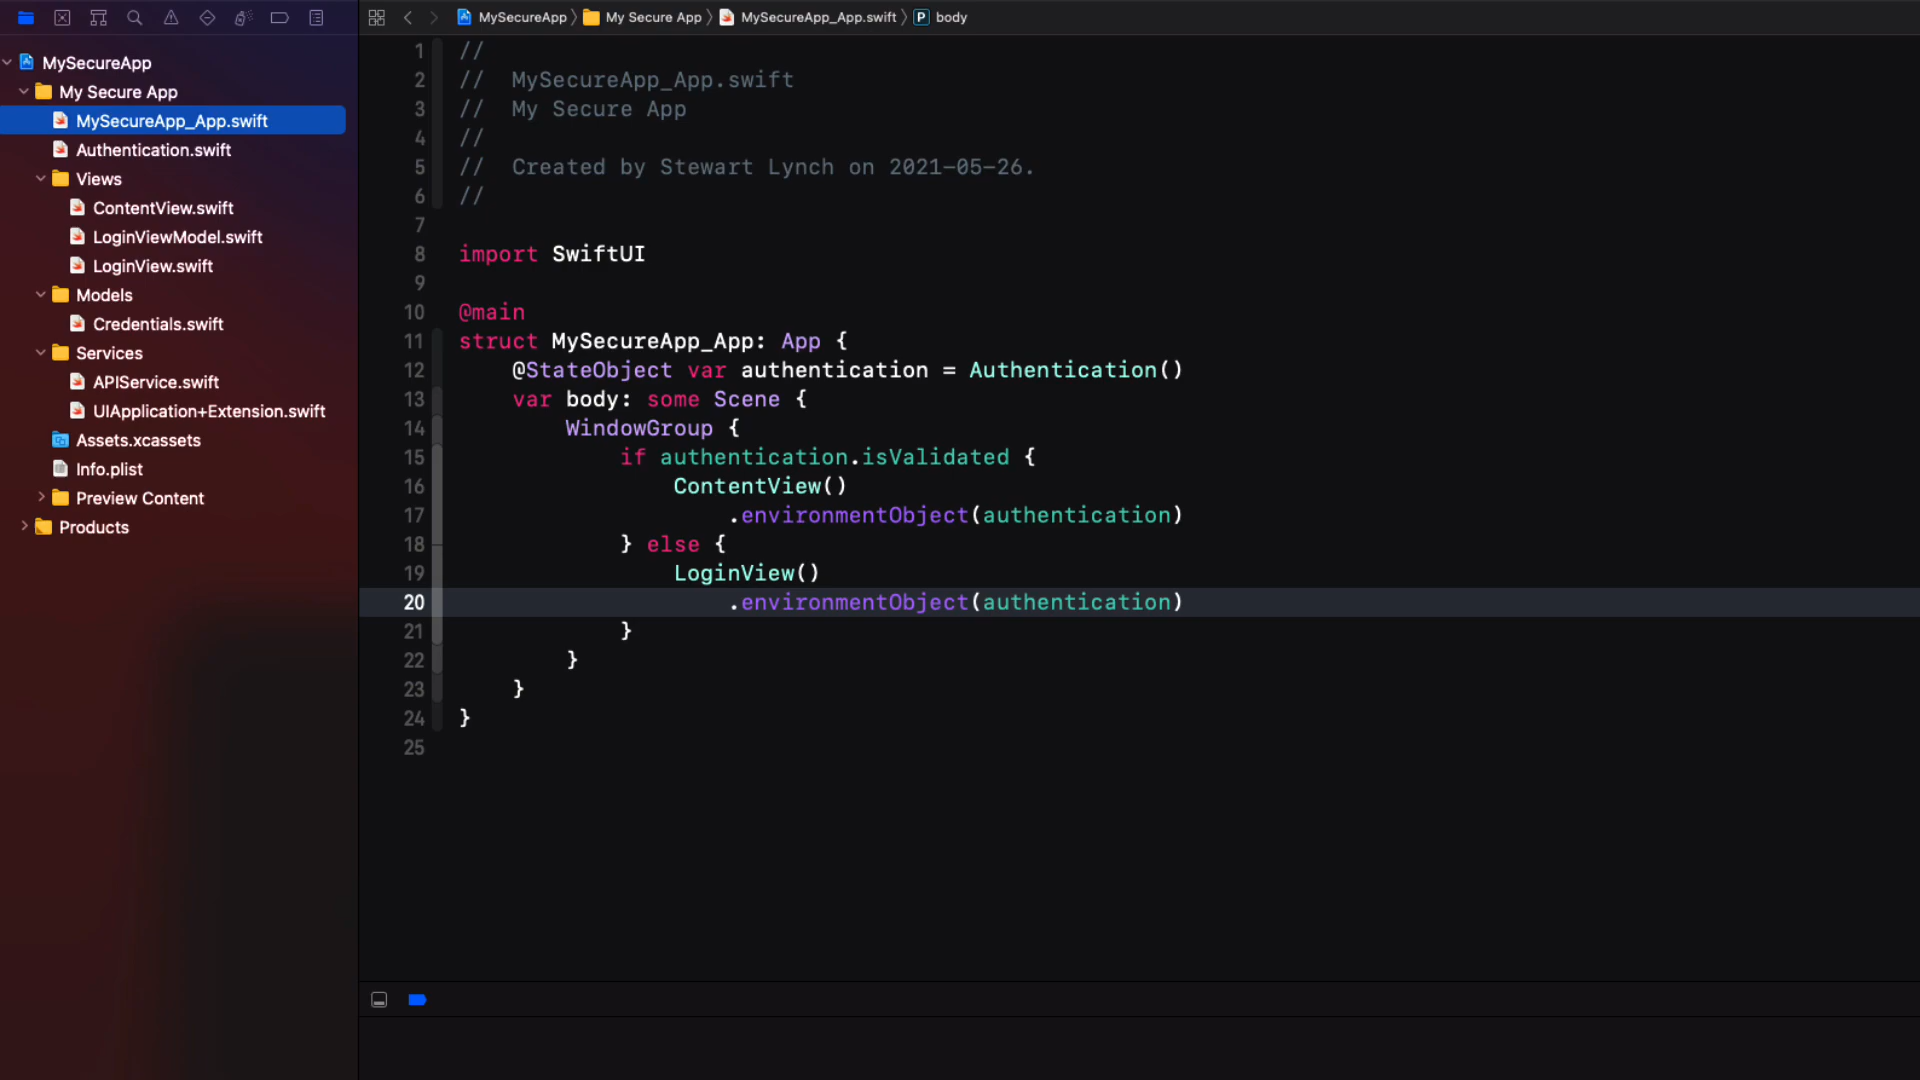 MySecureApp
My Secure App
MySecureApp_App.swift
Authentication.swift
Views
ContentView.swift
LoginViewModel.swift
LoginView.swift
Models
Credentials.swift
Services
APIService.swift
UIApplication+Extension.swift
Assets.xcassets
Info.plist
Preview Content
Products
MySecureApp 〉 My Secure App 〉 MySecureApp_App.swift 〉 P body
1 //
2 //  MySecureApp_App.swift
3 //  My Secure App
4 //
5 //  Created by Stewart Lynch on 2021-05-26.
6 //
7
8 import SwiftUI
9
10 @main
11 struct MySecureApp_App: App {
12     @StateObject var authentication = Authentication()
13     var body: some Scene {
14         WindowGroup {
15             if authentication.isValidated {
16                 ContentView()
17                     .environmentObject(authentication)
18             } else {
19                 LoginView()
20                     .environmentObject(authentication)
21             }
22         }
23     }
24 }
25